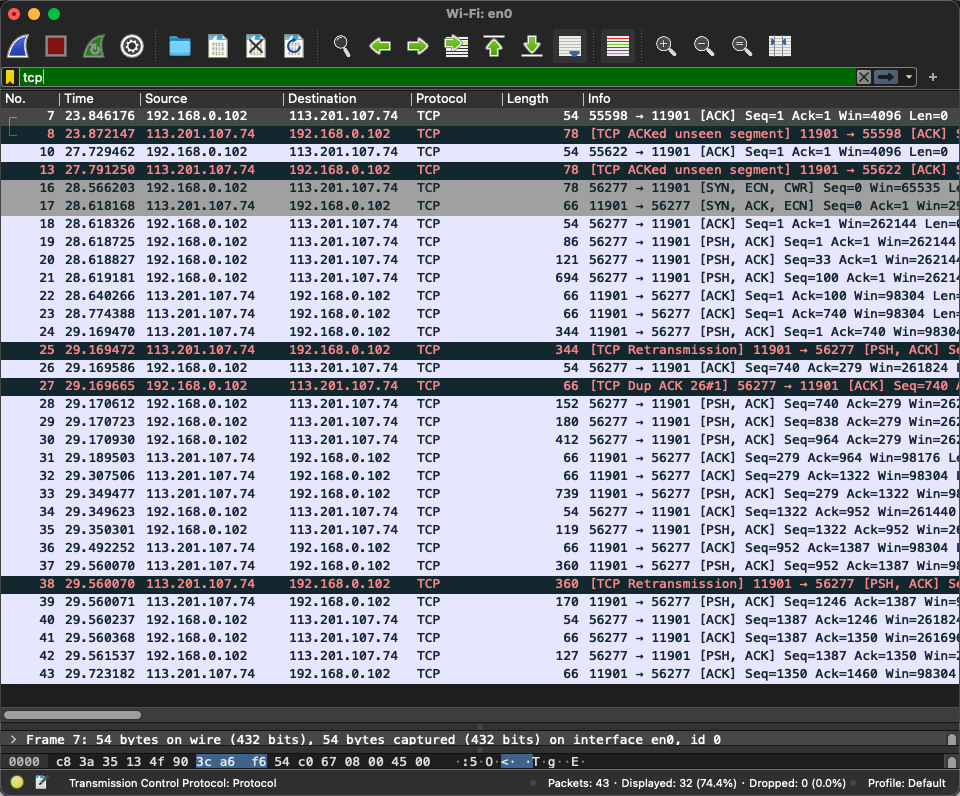 Wi-Fi: en0
tcp
No. Time Source Destination Protocol Length Info
7 23.846176 192.168.0.102 113.201.107.74 TCP 54 55598 → 11901 [ACK] Seq=1 Ack=1 Win=4096 Len=0
8 23.872147 113.201.107.74 192.168.0.102 TCP 78 [TCP ACKed unseen segment] 11901 → 55598 [ACK]
10 27.729462 192.168.0.102 113.201.107.74 TCP 54 55622 → 11901 [ACK] Seq=1 Ack=1 Win=4096 Len=0
13 27.791250 113.201.107.74 192.168.0.102 TCP 78 [TCP ACKed unseen segment] 11901 → 55622 [ACK]
16 28.566203 192.168.0.102 113.201.107.74 TCP 78 56277 → 11901 [SYN, ECN, CWR] Seq=0 Win=65535
17 28.618168 113.201.107.74 192.168.0.102 TCP 66 11901 → 56277 [SYN, ACK, ECN] Seq=0 Ack=1
18 28.618326 192.168.0.102 113.201.107.74 TCP 54 56277 → 11901 [ACK] Seq=1 Ack=1 Win=262144
19 28.618725 192.168.0.102 113.201.107.74 TCP 86 56277 → 11901 [PSH, ACK] Seq=1 Ack=1 Win=262144
20 28.618827 192.168.0.102 113.201.107.74 TCP 121 56277 → 11901 [PSH, ACK] Seq=33 Ack=1 Win=262144
21 28.619181 192.168.0.102 113.201.107.74 TCP 694 56277 → 11901 [PSH, ACK] Seq=100 Ack=1
22 28.640266 113.201.107.74 192.168.0.102 TCP 66 11901 → 56277 [ACK] Seq=1 Ack=100 Win=98304
23 28.774388 113.201.107.74 192.168.0.102 TCP 66 11901 → 56277 [ACK] Seq=1 Ack=740 Win=98304
24 29.169470 113.201.107.74 192.168.0.102 TCP 344 11901 → 56277 [PSH, ACK] Seq=1 Ack=740 Win=98304
25 29.169472 113.201.107.74 192.168.0.102 TCP 344 [TCP Retransmission] 11901 → 56277 [PSH, ACK]
26 29.169586 192.168.0.102 113.201.107.74 TCP 54 56277 → 11901 [ACK] Seq=740 Ack=279 Win=261824
27 29.169665 192.168.0.102 113.201.107.74 TCP 66 [TCP Dup ACK 26#1] 56277 → 11901 [ACK] Seq=740
28 29.170612 192.168.0.102 113.201.107.74 TCP 152 56277 → 11901 [PSH, ACK] Seq=740 Ack=279
29 29.170723 192.168.0.102 113.201.107.74 TCP 180 56277 → 11901 [PSH, ACK] Seq=838 Ack=279
30 29.170930 192.168.0.102 113.201.107.74 TCP 412 56277 → 11901 [PSH, ACK] Seq=964 Ack=279
31 29.189503 113.201.107.74 192.168.0.102 TCP 66 11901 → 56277 [ACK] Seq=279 Ack=964 Win=98176
32 29.307506 113.201.107.74 192.168.0.102 TCP 66 11901 → 56277 [ACK] Seq=279 Ack=1322 Win=98304
33 29.349477 113.201.107.74 192.168.0.102 TCP 739 11901 → 56277 [PSH, ACK] Seq=279 Ack=1322
34 29.349623 192.168.0.102 113.201.107.74 TCP 54 56277 → 11901 [ACK] Seq=1322 Ack=952 Win=261440
35 29.350301 192.168.0.102 113.201.107.74 TCP 119 56277 → 11901 [PSH, ACK] Seq=1322 Ack=952
36 29.492252 113.201.107.74 192.168.0.102 TCP 66 11901 → 56277 [ACK] Seq=952 Ack=1387 Win=98304
37 29.560070 113.201.107.74 192.168.0.102 TCP 360 11901 → 56277 [PSH, ACK] Seq=952 Ack=1387
38 29.560070 113.201.107.74 192.168.0.102 TCP 360 [TCP Retransmission] 11901 → 56277 [PSH, ACK]
39 29.560071 113.201.107.74 192.168.0.102 TCP 170 11901 → 56277 [PSH, ACK] Seq=1246 Ack=1387
40 29.560237 192.168.0.102 113.201.107.74 TCP 54 56277 → 11901 [ACK] Seq=1387 Ack=1246 Win=261824
41 29.560368 192.168.0.102 113.201.107.74 TCP 66 56277 → 11901 [ACK] Seq=1387 Ack=1350
42 29.561537 192.168.0.102 113.201.107.74 TCP 127 56277 → 11901 [PSH, ACK] Seq=1387 Ack=1350
43 29.723182 113.201.107.74 192.168.0.102 TCP 66 11901 → 56277 [ACK] Seq=1350 Ack=1460 Win=98304
Frame 7: 54 bytes on wire (432 bits), 54 bytes captured (432 bits) on interface en0, id 0
0000 c8 3a 35 13 4f 90 3c a6 f6 54 c0 67 08 00 45 00 ·:5·O·<· ·T·g··E·
Transmission Control Protocol: Protocol Packets: 43 · Displayed: 32 (74.4%) · Dropped: 0 (0.0%) Profile: Default